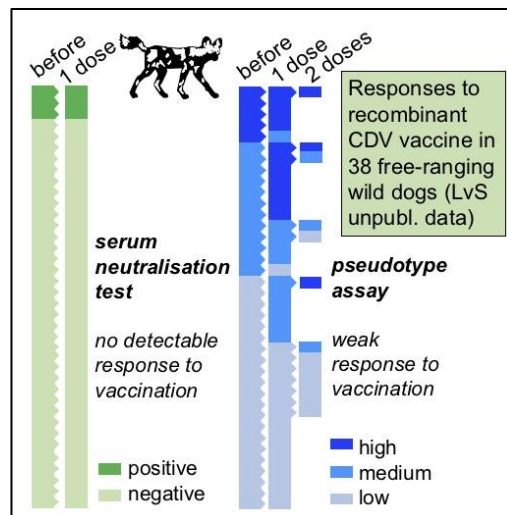 before
1 dose
before
1 dose
2 doses
Responses to
recombinant
CDV vaccine in
38 free-ranging
wild dogs (LvS
unpubl. data)
serum
neutralisation
test
no detectable
response to
vaccination
pseudotype
assay
weak
response to
vaccination
positive
negative
high
medium
low